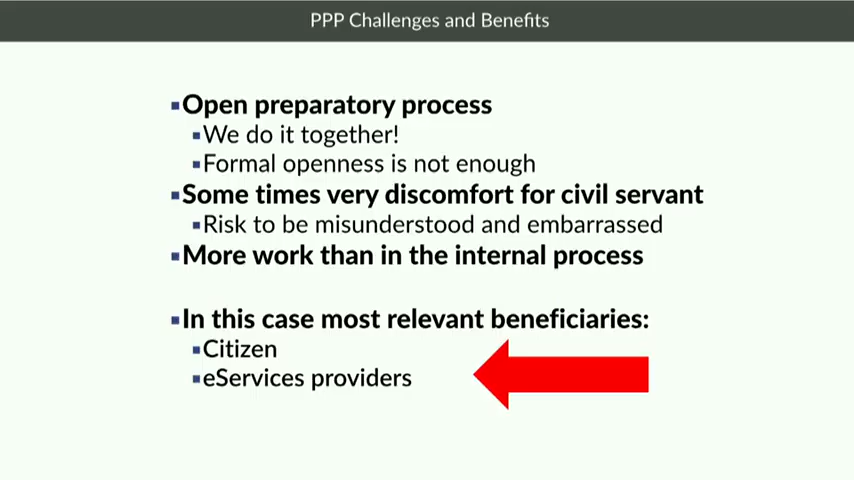 PPP Challenges and Benefits
Open preparatory process
We do it together!
Formal openness is not enough
Some times very discomfort for civil servant
Risk to be misunderstood and embarrassed
More work than in the internal process
In this case most relevant beneficiaries:
Citizen
eServices providers